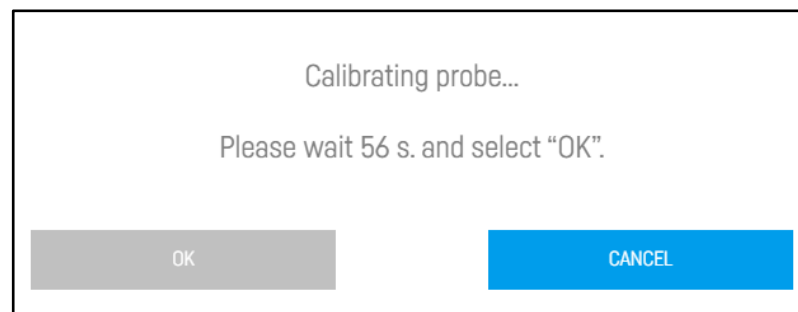 Calibrating probe...
Please wait 56 s. and select “OK”.
OK
CANCEL